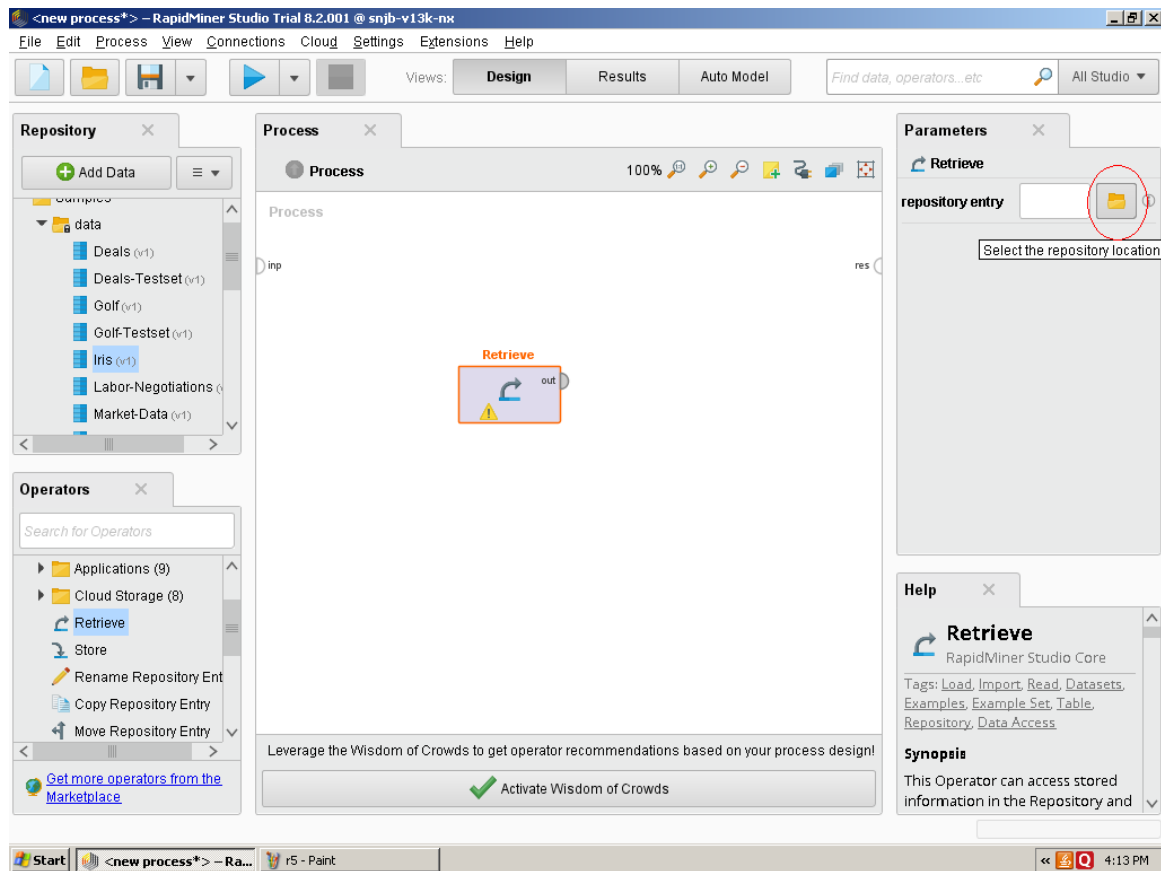 <new process*> – RapidMiner Studio Trial 8.2.001 @ snjb-v13k-nx
File Edit Process View Connections Cloud Settings Extensions Help
Views: Design Results Auto Model Find data, operators...etc All Studio
Repository
Add Data
Samples
data
Deals (v1)
Deals-Testset (v1)
Golf (v1)
Golf-Testset (v1)
Iris (v1)
Labor-Negotiations (
Market-Data (v1)
Operators
Search for Operators
Applications (9)
Cloud Storage (8)
Retrieve
Store
Rename Repository Ent
Copy Repository Entry
Move Repository Entry
Get more operators from the
Marketplace
Process
Process 100%
Process
inp res
Retrieve
out
Leverage the Wisdom of Crowds to get operator recommendations based on your process design!
Activate Wisdom of Crowds
Parameters
Retrieve
repository entry
Select the repository location
Help
Retrieve
RapidMiner Studio Core
Tags: Load, Import, Read, Datasets,
Examples, Example Set, Table,
Repository, Data Access
Synopsis
This Operator can access stored
information in the Repository and
Start <new process*> – Ra... r5 - Paint « Q 4:13 PM